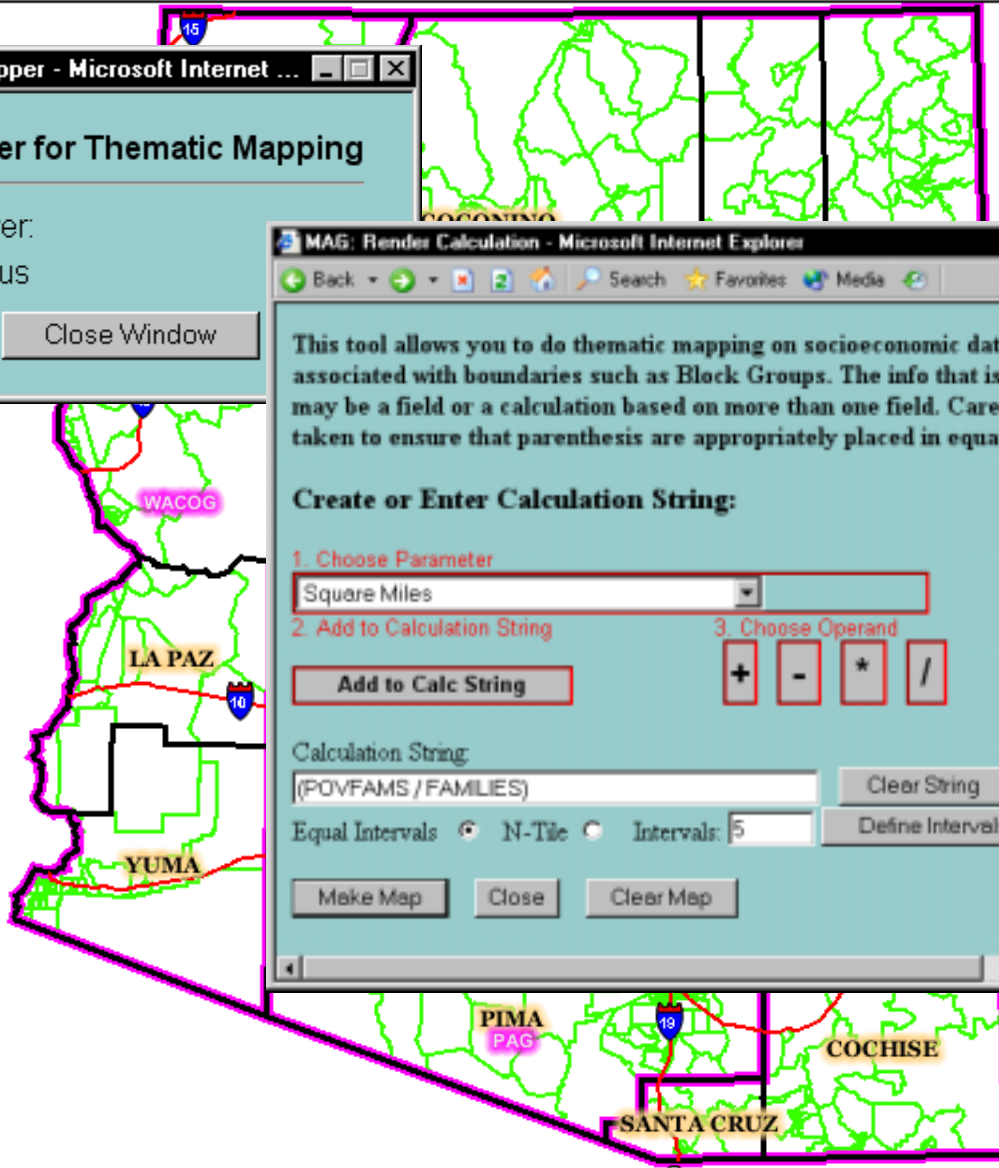 15
pper - Microsoft Internet ...
er for Thematic Mapping
er:
us
Close Window
COCONINO
MAG: Render Calculation - Microsoft Internet Explorer
Back Search Favorites Media
This tool allows you to do thematic mapping on socioeconomic dat
associated with boundaries such as Block Groups. The info that is
may be a field or a calculation based on more than one field. Care
taken to ensure that parenthesis are appropriately placed in equa
Create or Enter Calculation String:
1. Choose Parameter
Square Miles
2. Add to Calculation String 3. Choose Operand
Add to Calc String + - * /
Calculation String:
(POVFAMS / FAMILIES) Clear String
Equal Intervals N-Tile Intervals: 5 Define Interval
Make Map Close Clear Map
WACOG
LA PAZ
10
YUMA
PIMA
PAG
19
COCHISE
SANTA CRUZ